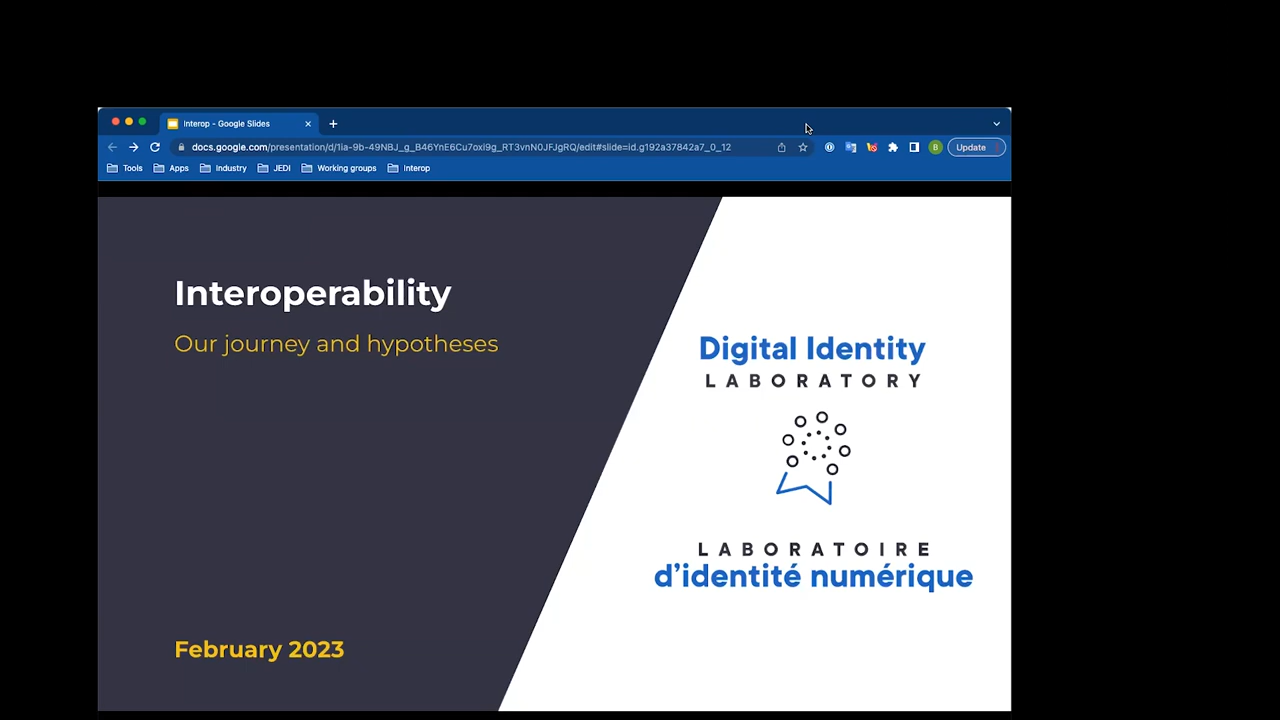 Interop - Google Slides
docs.google.com/presentation/d/1ia-9b-49NBJ_g_B46YnE6Cu7oxi9g_RT3vnN0JFJgRQ/edit#slide=id.g192a37842a7_0_12
B
Update
Tools
Apps
Industry
JEDI
Working groups
Interop
Interoperability
Our journey and hypotheses
February 2023
Digital Identity
LABORATORY
LABORATOIRE
d'identité numérique